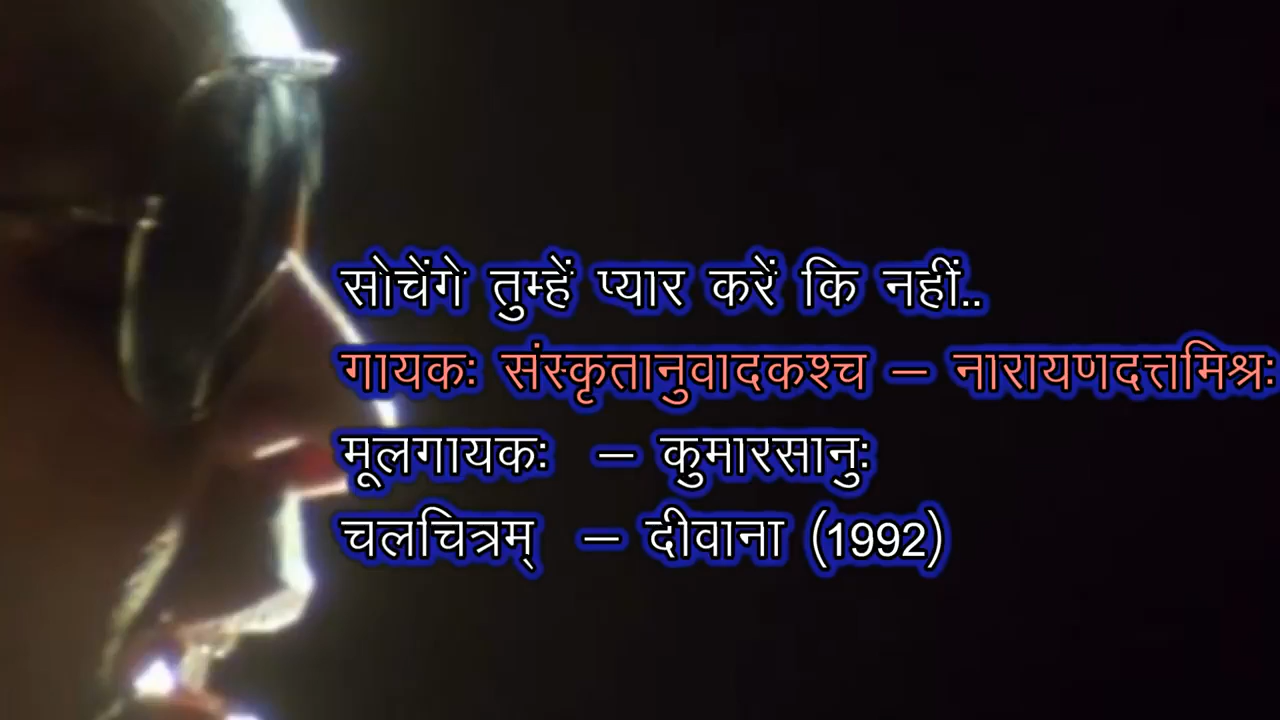 सोचेंगे तुम्हें प्यार करें कि नहीं..
गायकः संस्कृतानुवादकश्च – नारायणदत्तमिश्रः
मूलगायकः – कुमारसानुः
चलचित्रम् – दीवाना (1992)